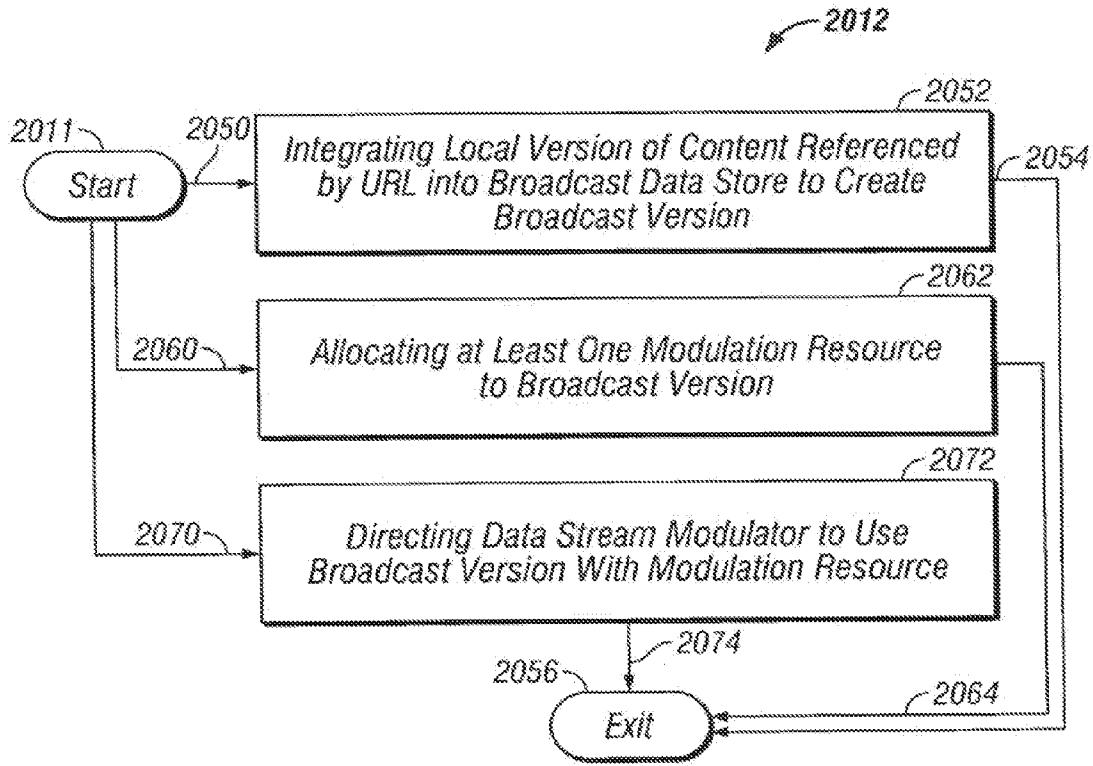 2012
2052
2011
2050
2054
Start
Integrating Local Version of Content Referenced
by URL into Broadcast Data Store to Create
Broadcast Version
2062
2060
Allocating at Least One Modulation Resource
to Broadcast Version
2072
2070
Directing Data Stream Modulator to Use
Broadcast Version With Modulation Resource
2074
2056
2064
Exit